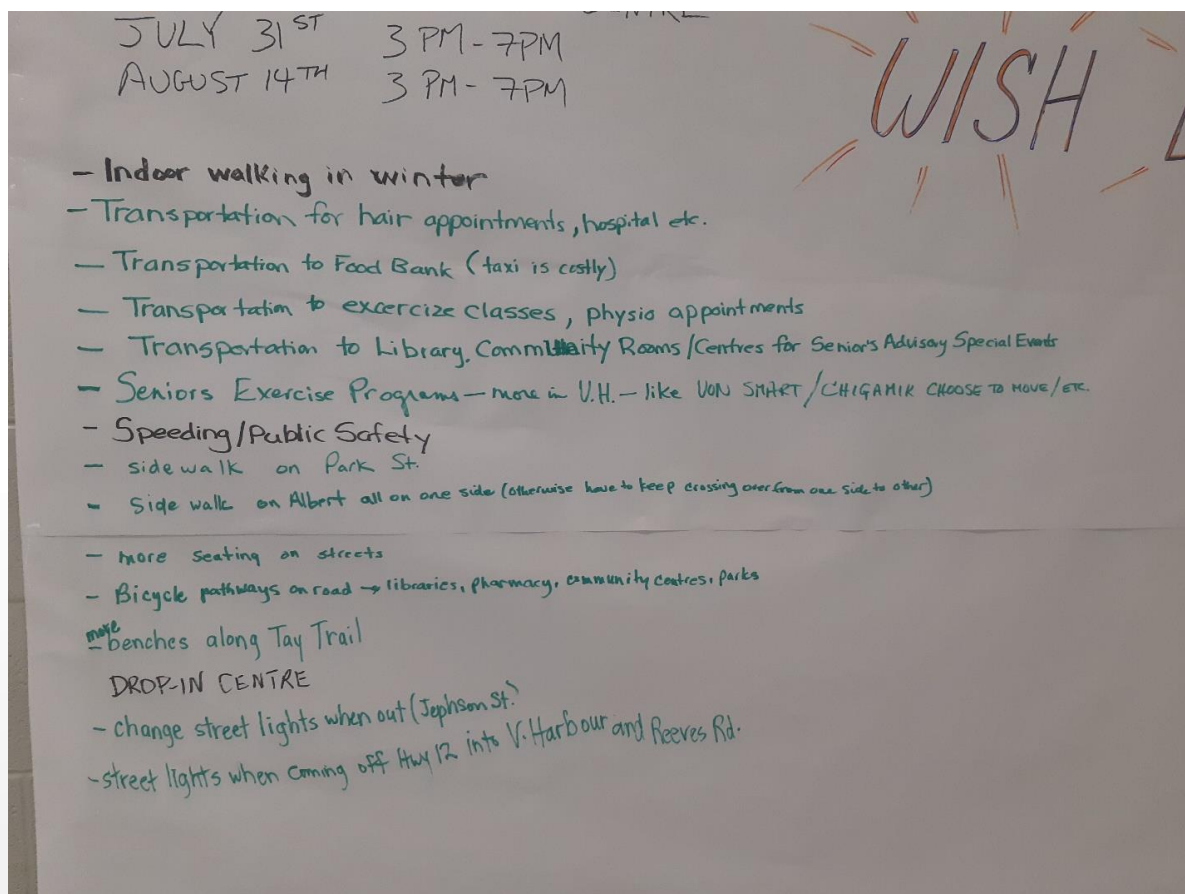 JULY 31ST 3 PM - 7PM
AUGUST 14TH 3 PM - 7PM
WISH
- Indoor walking in winter
- Transportation for hair appointments, hospital etc.
- Transportation to Food Bank (taxi is costly)
- Transportation to excercize classes, physio appointments
- Transportation to Library, Community Rooms/Centres for Senior's Advisory Special Events
- Seniors Exercise Programs - more in V.H. - like VON SMART/CHIGAMIK CHOOSE TO MOVE/ETC.
- Speeding/Public Safety
- sidewalk on Park St.
- Side walk on Albert all on one side (otherwise have to keep crossing over from one side to other)
- more seating on streets
- Bicycle pathways on road → libraries, pharmacy, community centres, parks
- more benches along Tay Trail
DROP-IN CENTRE
- change street lights when out (Jephson St.)
- street lights when coming off Hwy 12 into V. Harbour and Reeves Rd.